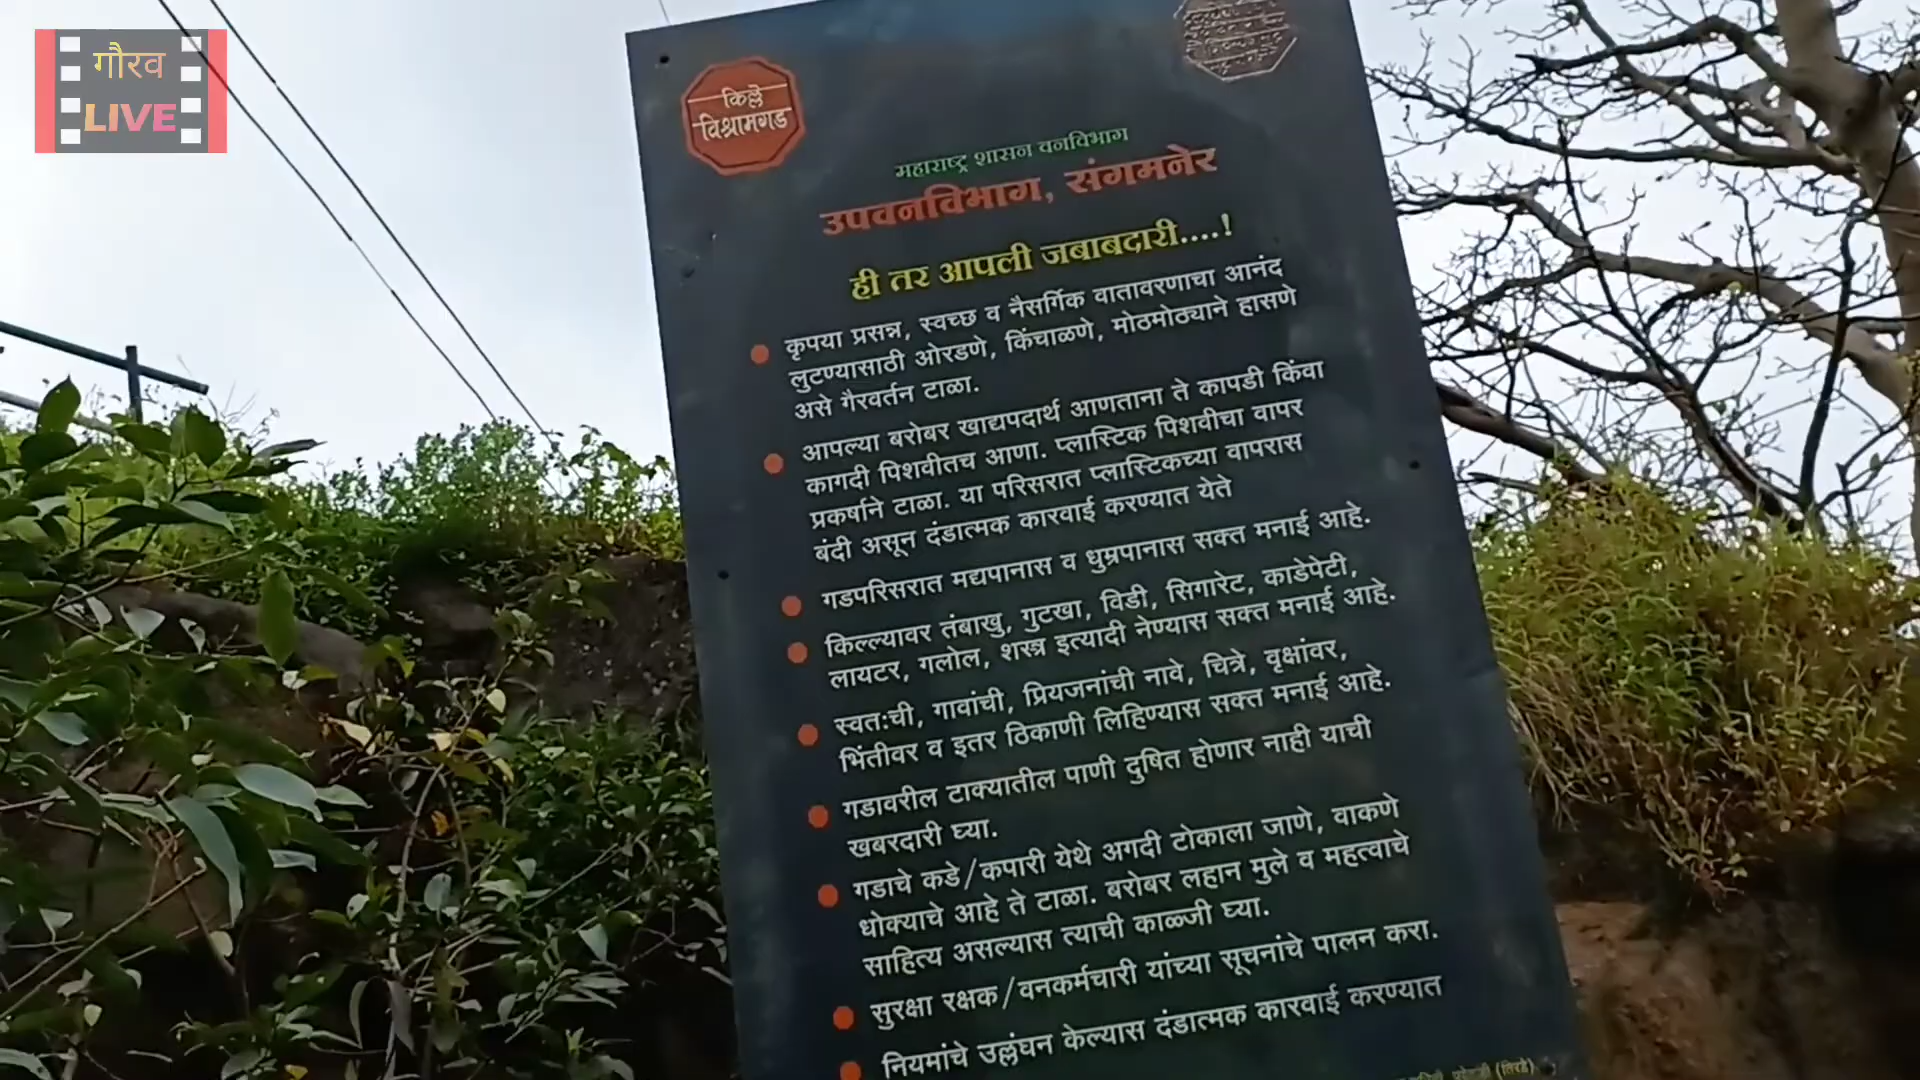 गौरव
LIVE
किल्ले
विश्रामगड
महाराष्ट्र शासन वनविभाग
उपवनविभाग, संगमनेर
ही तर आपली जबाबदारी....!
कृपया प्रसन्न, स्वच्छ व नैसर्गिक वातावरणाचा आनंद
लुटण्यासाठी ओरडणे, किंचाळणे, मोठमोठ्याने हासणे
असे गैरवर्तन टाळा.
आपल्या बरोबर खाद्यपदार्थ आणताना ते कापडी किंवा
कागदी पिशवीतच आणा. प्लास्टिक पिशवीचा वापर
प्रकर्षाने टाळा. या परिसरात प्लास्टिकच्या वापरास
बंदी असून दंडात्मक कारवाई करण्यात येते
गडपरिसरात मद्यपानास व धुम्रपानास सक्त मनाई आहे.
किल्ल्यावर तंबाखु, गुटखा, विडी, सिगारेट, काडेपेटी,
लायटर, गलोल, शस्त्र इत्यादी नेण्यास सक्त मनाई आहे.
स्वतःची, गावांची, प्रियजनांची नावे, चित्रे, वृक्षांवर,
भिंतीवर व इतर ठिकाणी लिहिण्यास सक्त मनाई आहे.
गडावरील टाक्यातील पाणी दुषित होणार नाही याची
खबरदारी घ्या.
गडाचे कडे/कपारी येथे अगदी टोकाला जाणे, वाकणे
धोक्याचे आहे ते टाळा. बरोबर लहान मुले व महत्वाचे
साहित्य असल्यास त्याची काळ्जी घ्या.
सुरक्षा रक्षक/वनकर्मचारी यांच्या सूचनांचे पालन करा.
नियमांचे उल्लंघन केल्यास दंडात्मक कारवाई करण्यात